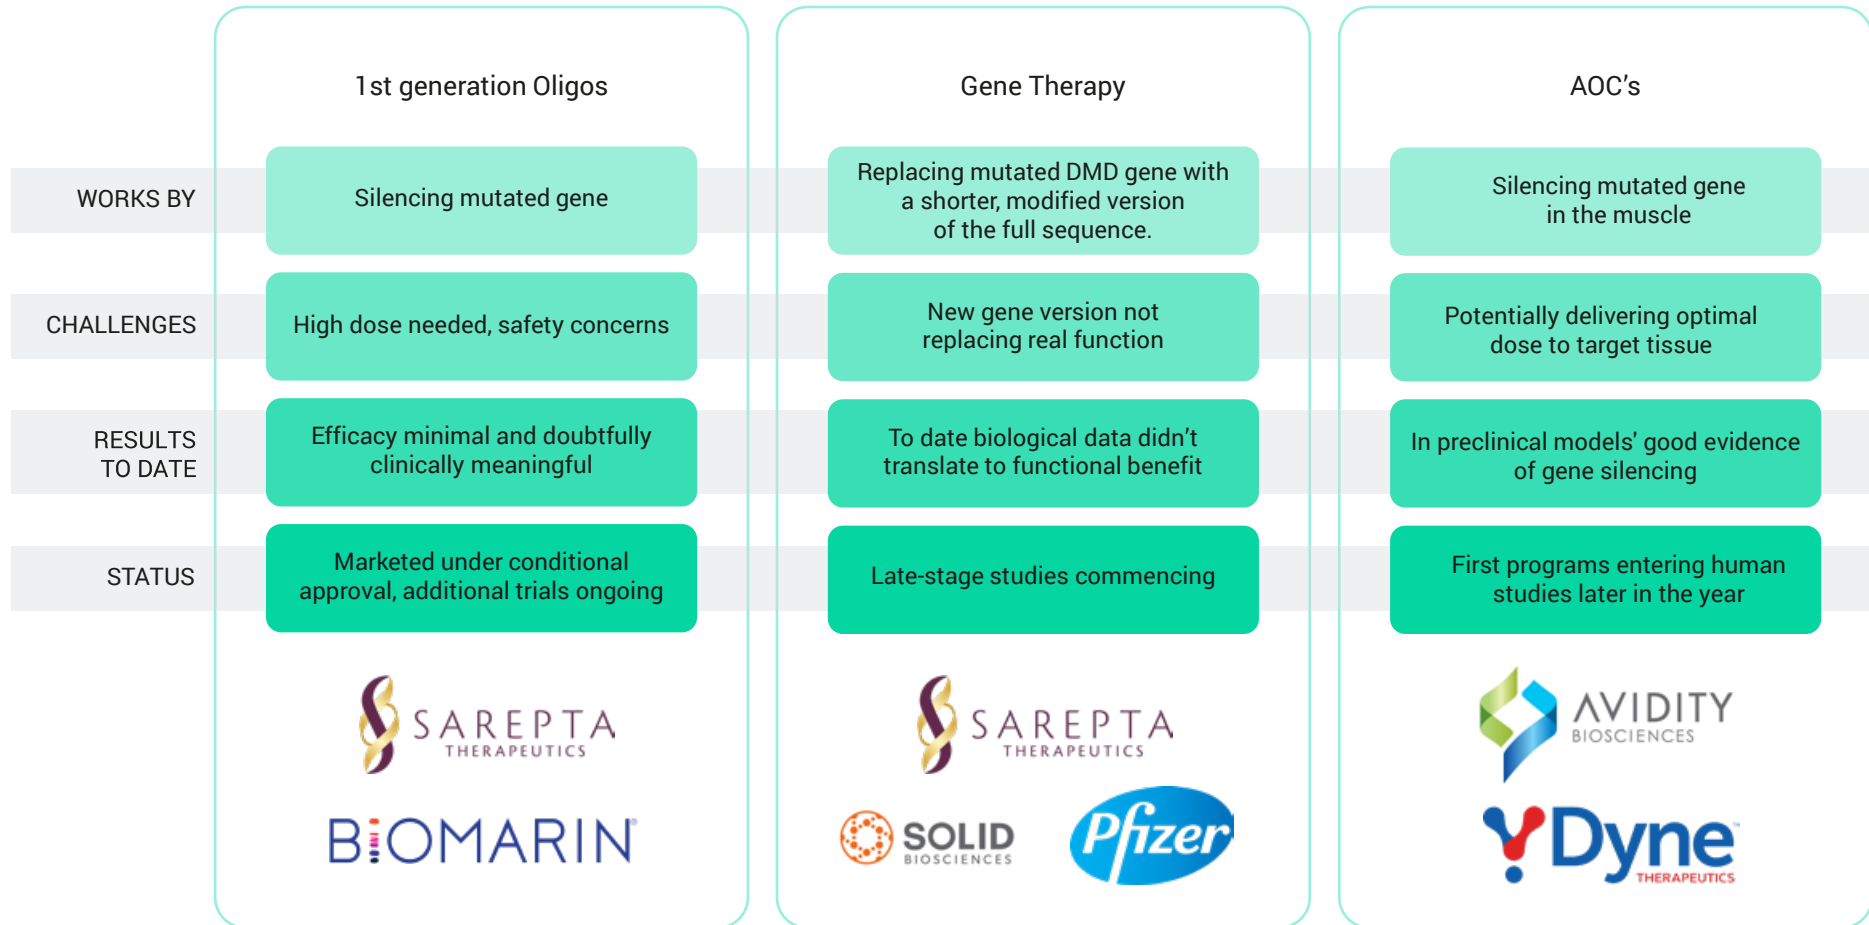 1st generation Oligos
Gene Therapy
AOC's
WORKS BY
Silencing mutated gene
Replacing mutated DMD gene with
a shorter, modified version
of the full sequence.
Silencing mutated gene
in the muscle
CHALLENGES
High dose needed, safety concerns
New gene version not
replacing real function
Potentially delivering optimal
dose to target tissue
RESULTS
TO DATE
Efficacy minimal and doubtfully
clinically meaningful
To date biological data didn't
translate to functional benefit
In preclinical models' good evidence
of gene silencing
STATUS
Marketed under conditional
approval, additional trials ongoing
Late-stage studies commencing
First programs entering human
studies later in the year
SAREPTA
THERAPEUTICS
BIOMARIN®
SAREPTA
THERAPEUTICS
SOLID
BIOSCIENCES
Pfizer
AVIDITY
BIOSCIENCES
Dyne™
THERAPEUTICS